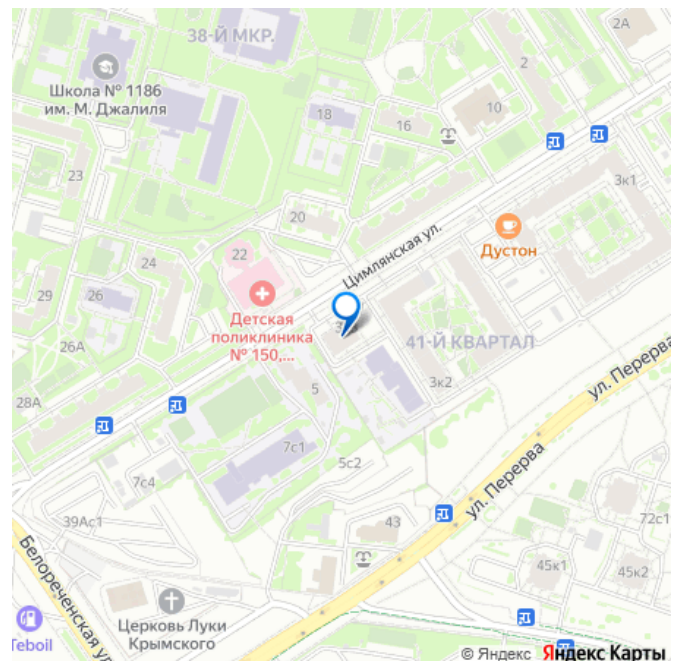 38-Й МКР.
2А
Школа № 1186
им. М. Джалиля
2
10
18
16
23
3к1
20
Дустон
Цимлянская ул.
22
24
29
26
Детская
поликлиника
№ 150,...
41-Й КВАРТАЛ
26А
3к2
ул. Перерва
28А
5
7с1
5с2
ул. Перерва
7с4
39Ас1
43
72с1
45к1
45к2
Белореченская ул.
Церковь Луки
Крымского
Teboil
© Яндекс Яндекс Карты